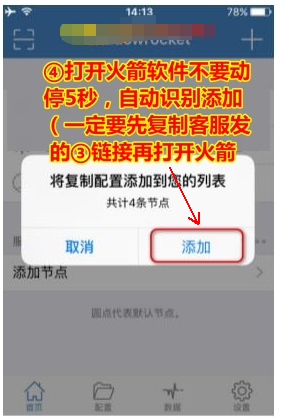 14:13
78%
owrocket
④打开火箭软件不要动
停5秒，自动识别添加
（一定要先复制客服发
的③链接再打开火箭
将复制配置添加到您的列表
共计4条节点
取消
添加
服
添加节点
圆点代表默认节点。
首页
配置
数据
设置